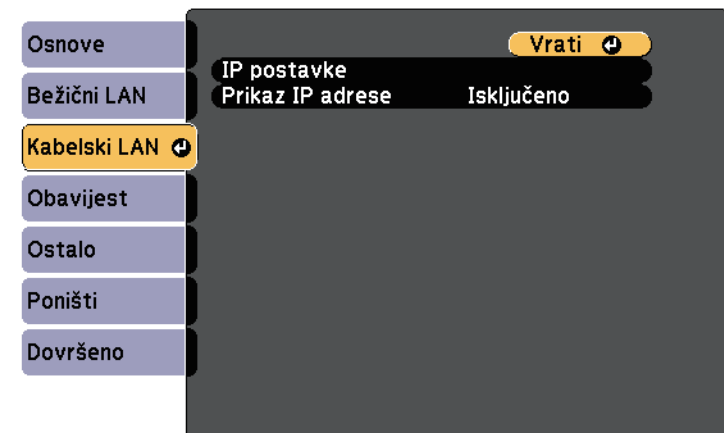 Osnove
Bežični LAN
Kabelski LAN
Obavijest
Ostalo
Poništi
Dovršeno
Vrati
IP postavke
Prikaz IP adrese Isključeno